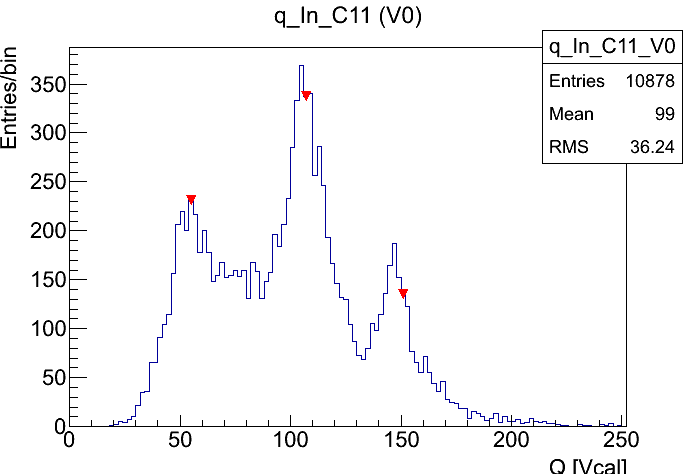 q_In_C11 (V0)
q_In_C11_V0
Entries 10878
Mean 99
RMS 36.24
Entries/bin
350
300
250
200
150
100
50
0
0 50 100 150 200 250
Q [Vcal]